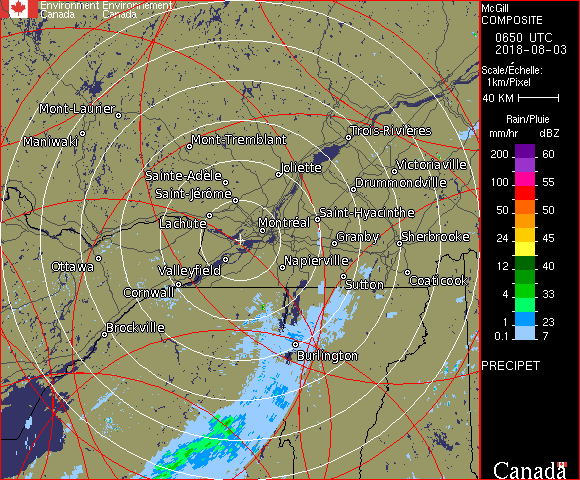 Environment Environnement
Canada Canada
McGill
COMPOSITE
0650 UTC
2018-08-03
Scale/Échelle:
1km/Pixel
40 KM
Rain/Pluie
mm/hr dBZ
200 60
55
100 55
50 50
24 45
12 40
4 33
1 23
0.1 7
PRECIPET
Canada
Mont-Laurier
Maniwaki
Mont-Tremblant
Trois-Rivières
Sainte-Adèle
Joliette
Victoriaville
Saint-Jérôme
Drummondville
Lachute
Montréal
Saint-Hyacinthe
Granby
Sherbrooke
Ottawa
Valleyfield
Napierville
Cornwall
Sutton
Coaticook
Brockville
Burlington